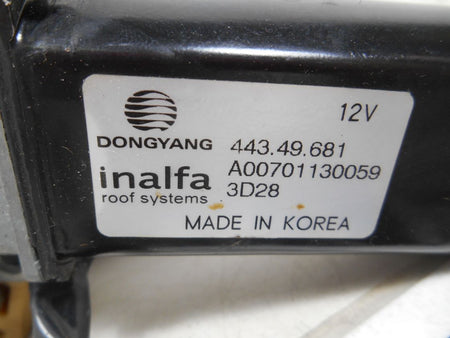 12V
DONGYANG 443.49.681
inalfa A00701130059
roof systems 3D28
MADE IN KOREA